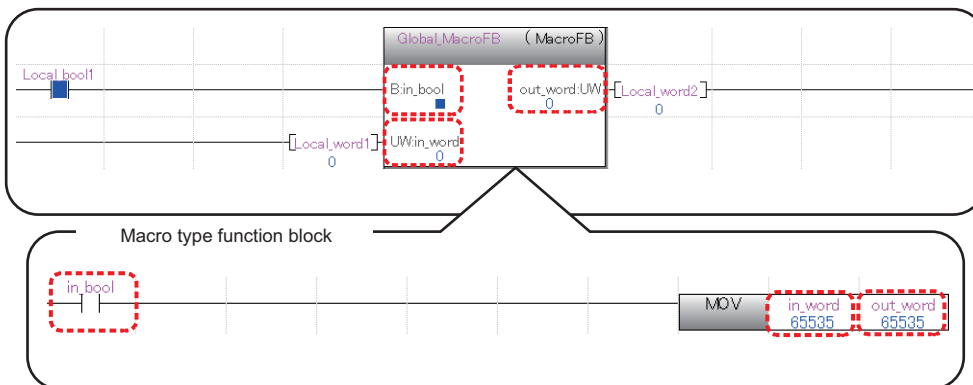 Global_MacroFB (MacroFB)
Local_bool1
B:in_bool out_word:UW [Local_word2]
0 0
[Local_word1] UW:in_word
0 0
Macro type function block
in_bool
MOV in_word out_word
65535 65535